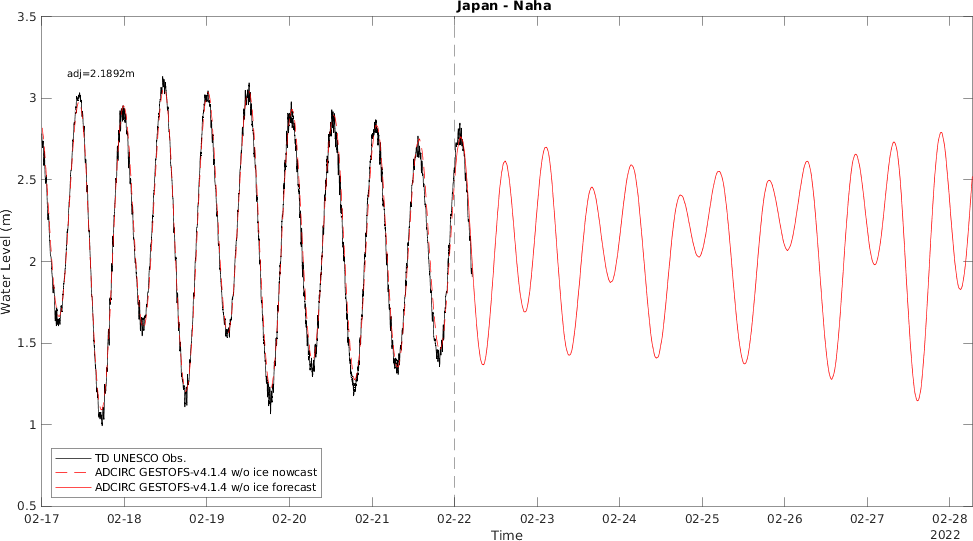 Japan - Naha
3.5
3
2.5
2
1.5
1
0.5
Water Level (m)
adj=2.1892m
TD UNESCO Obs.
ADCIRC GESTOFS-v4.1.4 w/o ice nowcast
ADCIRC GESTOFS-v4.1.4 w/o ice forecast
02-17 02-18 02-19 02-20 02-21 02-22 02-23 02-24 02-25 02-26 02-27 02-28
2022
Time